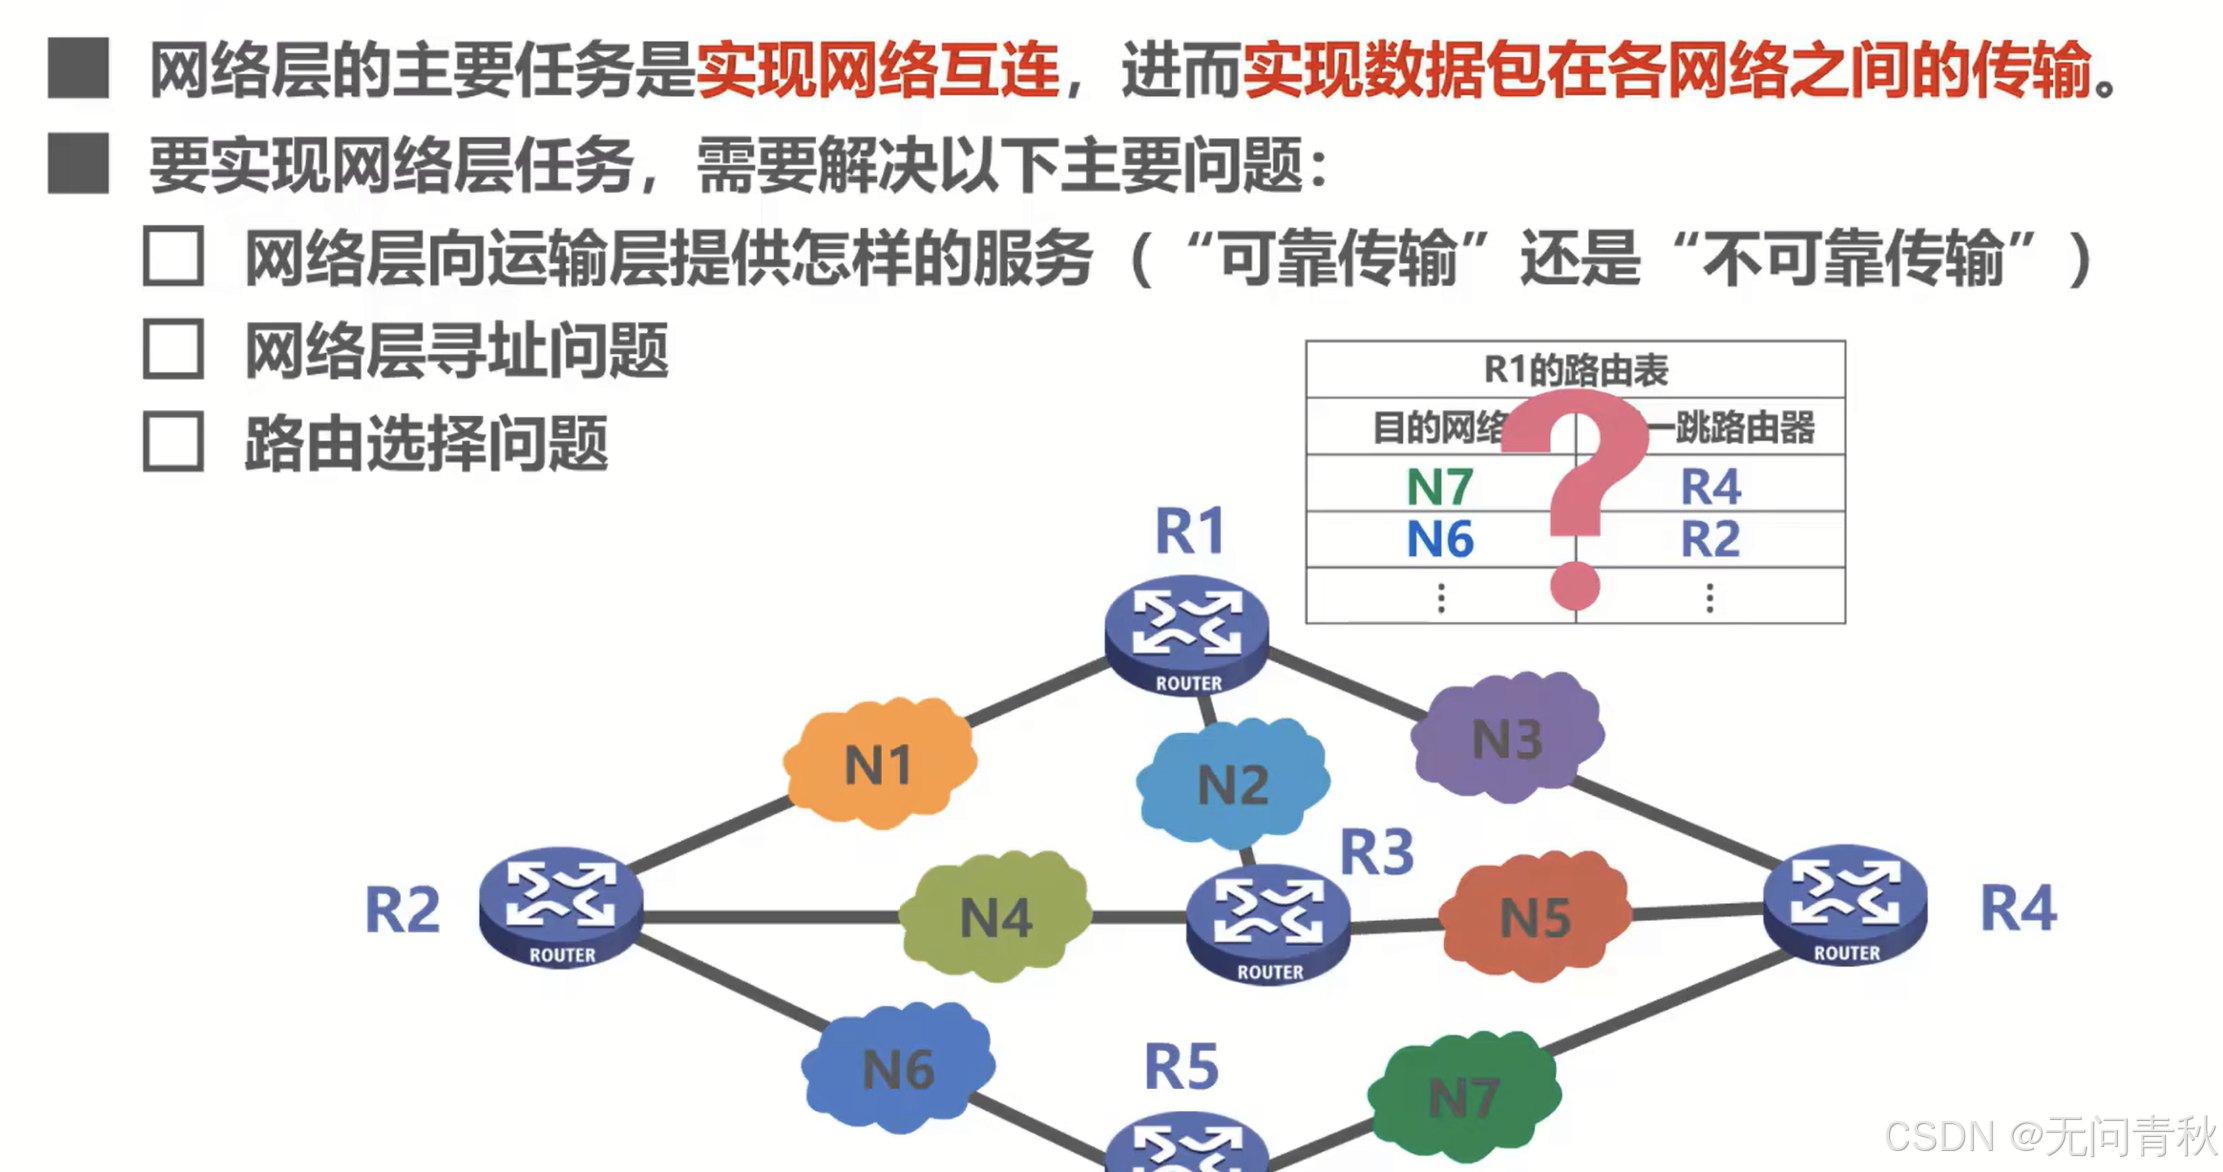 网络层的主要任务是实现网络互连，进而实现数据包在各网络之间的传输。
要实现网络层任务，需要解决以下主要问题：
网络层向运输层提供怎样的服务（“可靠传输”还是“不可靠传输”）
网络层寻址问题
路由选择问题
R1的路由表
目的网络 一跳路由器
N7 R4
N6 R2
⋮ ⋮
R1
ROUTER
N1
N2
N3
R2
ROUTER
N4
R3
ROUTER
N5
R4
ROUTER
N6
R5
N7
CSDN @无问青秋